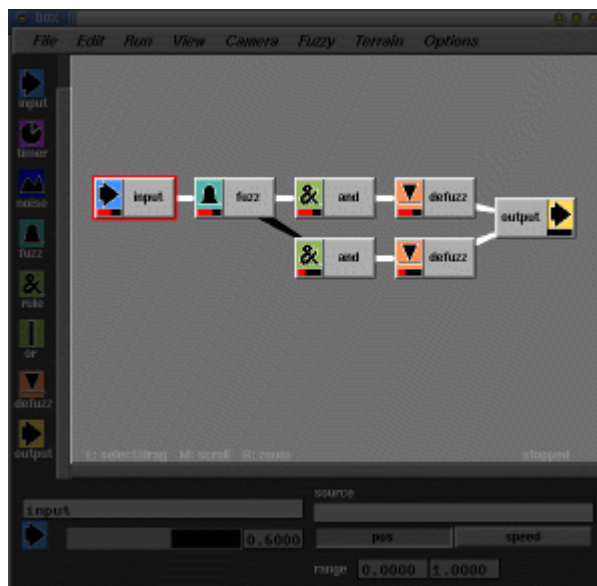 box
File Edit Run View Camera Fuzzy Terrain Options
input
timer
noise
fuzz
rule
or
defuzz
output
input fuzz and defuzz
output
and defuzz
L: select/drag M: scroll R: zoom stopped
source
input
0.6000 pos speed
range 0.0000 1.0000